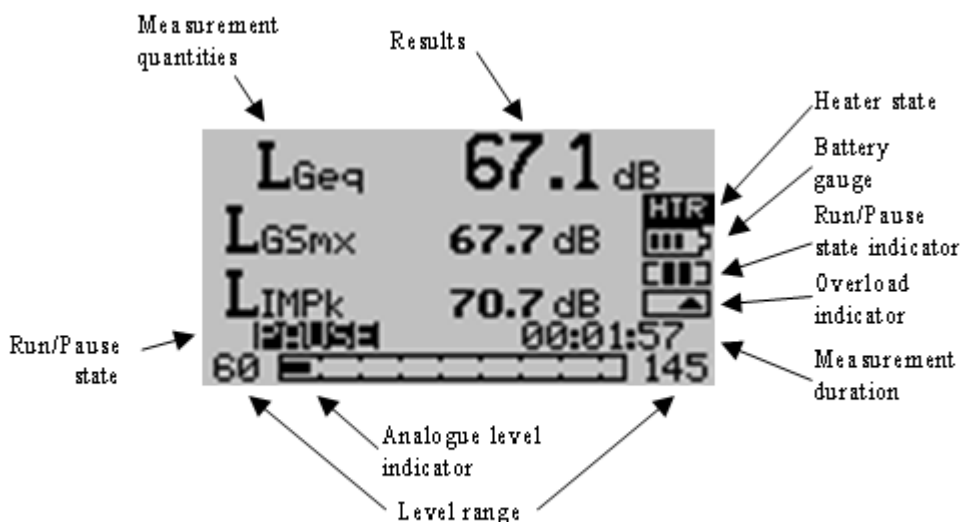 Measurement
quantities
Results
Heater state
Battery
gauge
Run/Pause
state indicator
Overload
indicator
Measurement
duration
Run/Pause
state
Analogue level
indicator
Level range
LGeq 67.1 dB
HTR
LGSmx 67.7 dB
LIMPk 70.7 dB
PAUSE 00:01:57
60 145